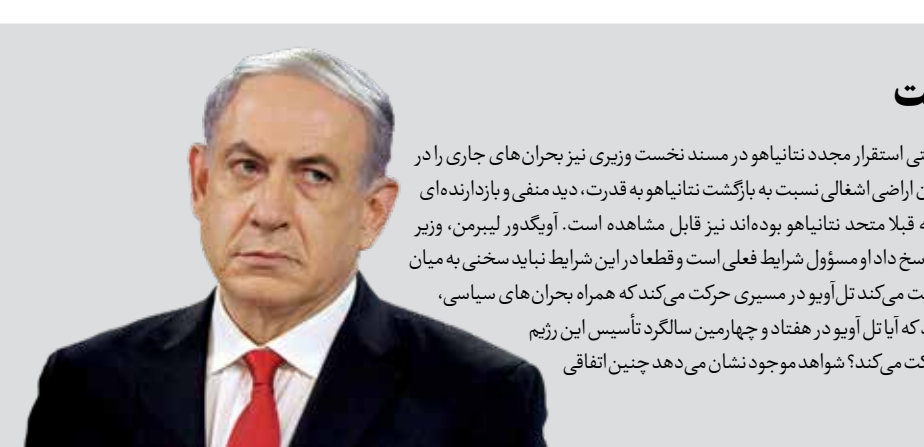 ت
تی استقرار مجدد نتانیاهو در مسند نخست وزیری نیز بحران‌های جاری را در
ن اراضی اشغالی نسبت به بازگشت نتانیاهو به قدرت، دید منفی و بازدارنده‌ای
ه قبلا متحد نتانیاهو بوده‌اند نیز قابل مشاهده است. آویگدور لیبرمن، وزیر
سخ داد او مسؤول شرایط فعلی است و قطعا در این شرایط نباید سخنی به میان
ت می‌کند تل‌آویو در مسیری حرکت می‌کند که همراه بحران‌های سیاسی،
د که آیا تل آویو در هفتاد و چهارمین سالگرد تأسیس این رژیم
کت می‌کند؟ شواهد موجود نشان می‌دهد چنین اتفاقی